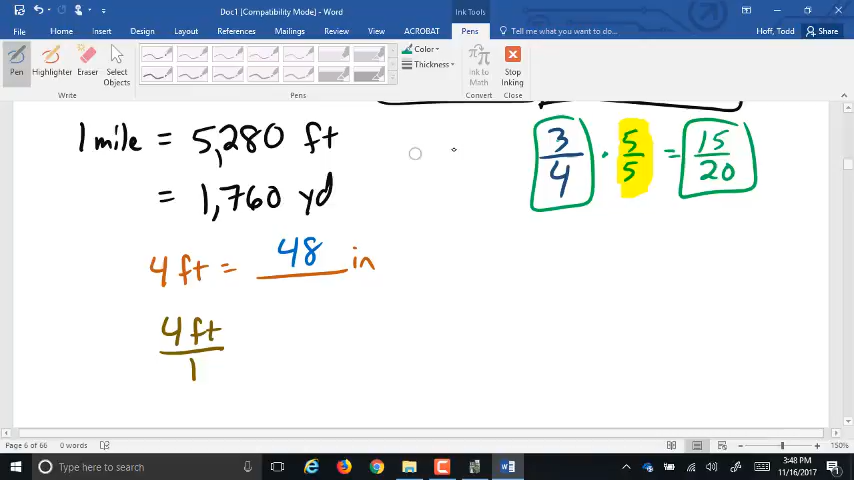 Doc1 [Compatibility Mode] - Word
Ink Tools
File Home Insert Design Layout References Mailings Review View ACROBAT Pens Tell me what you want to do... Hoff, Todd Share
Pen Highlighter Eraser Select Objects
Color
Thickness
Ink to Math
Stop Inking
Write Pens Convert Close
1 mile = 5,280 ft
= 1,760 yd
3/4 · 5/5 = 15/20
4 ft = 48 in
4 ft
1
Page 6 of 66 0 words 150%
Type here to search
3:48 PM
11/16/2017